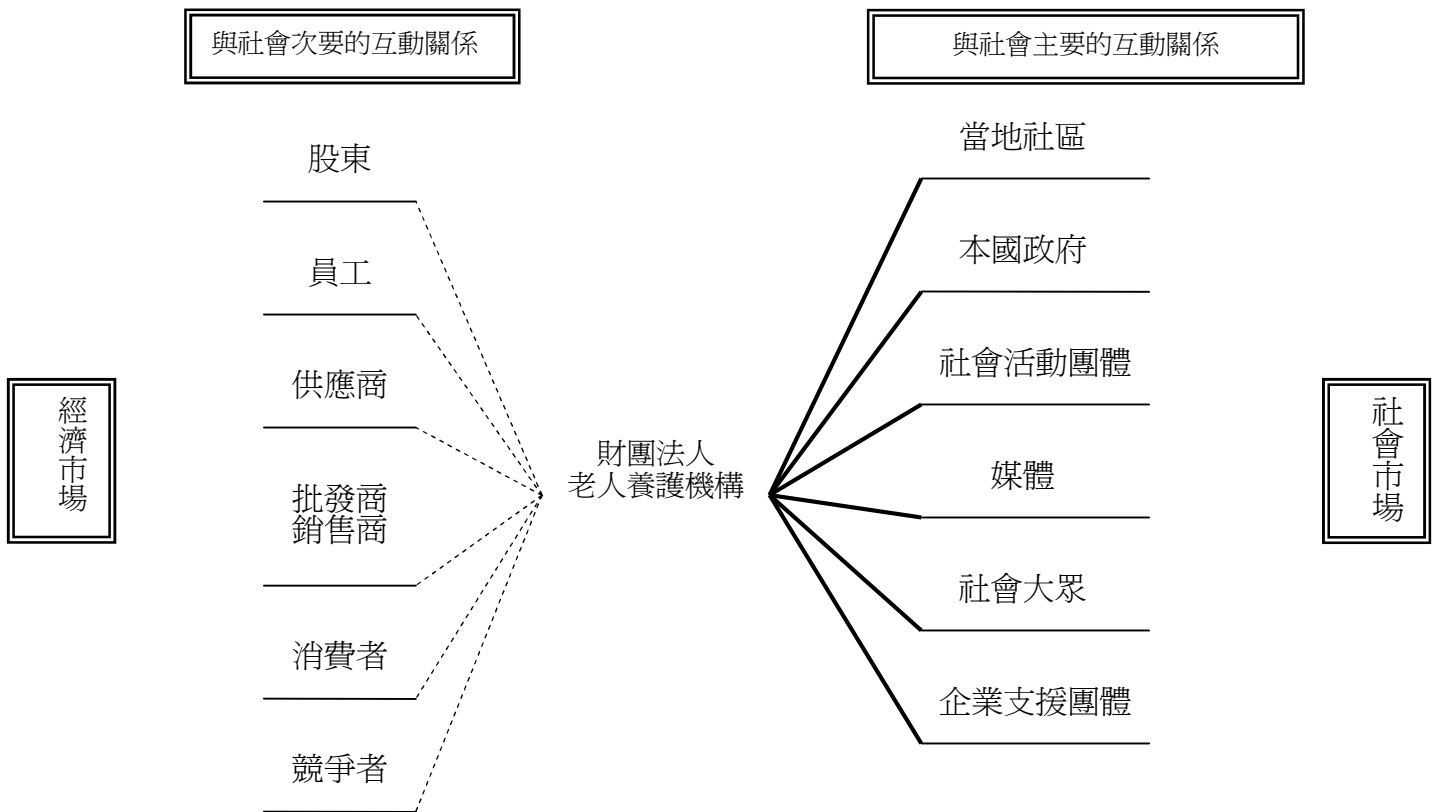 與社會次要的互動關係
與社會主要的互動關係
股東
員工
供應商
批發商
銷售商
消費者
競爭者
經濟市場
財團法人
老人養護機構
當地社區
本國政府
社會活動團體
媒體
社會大眾
企業支援團體
社會市場